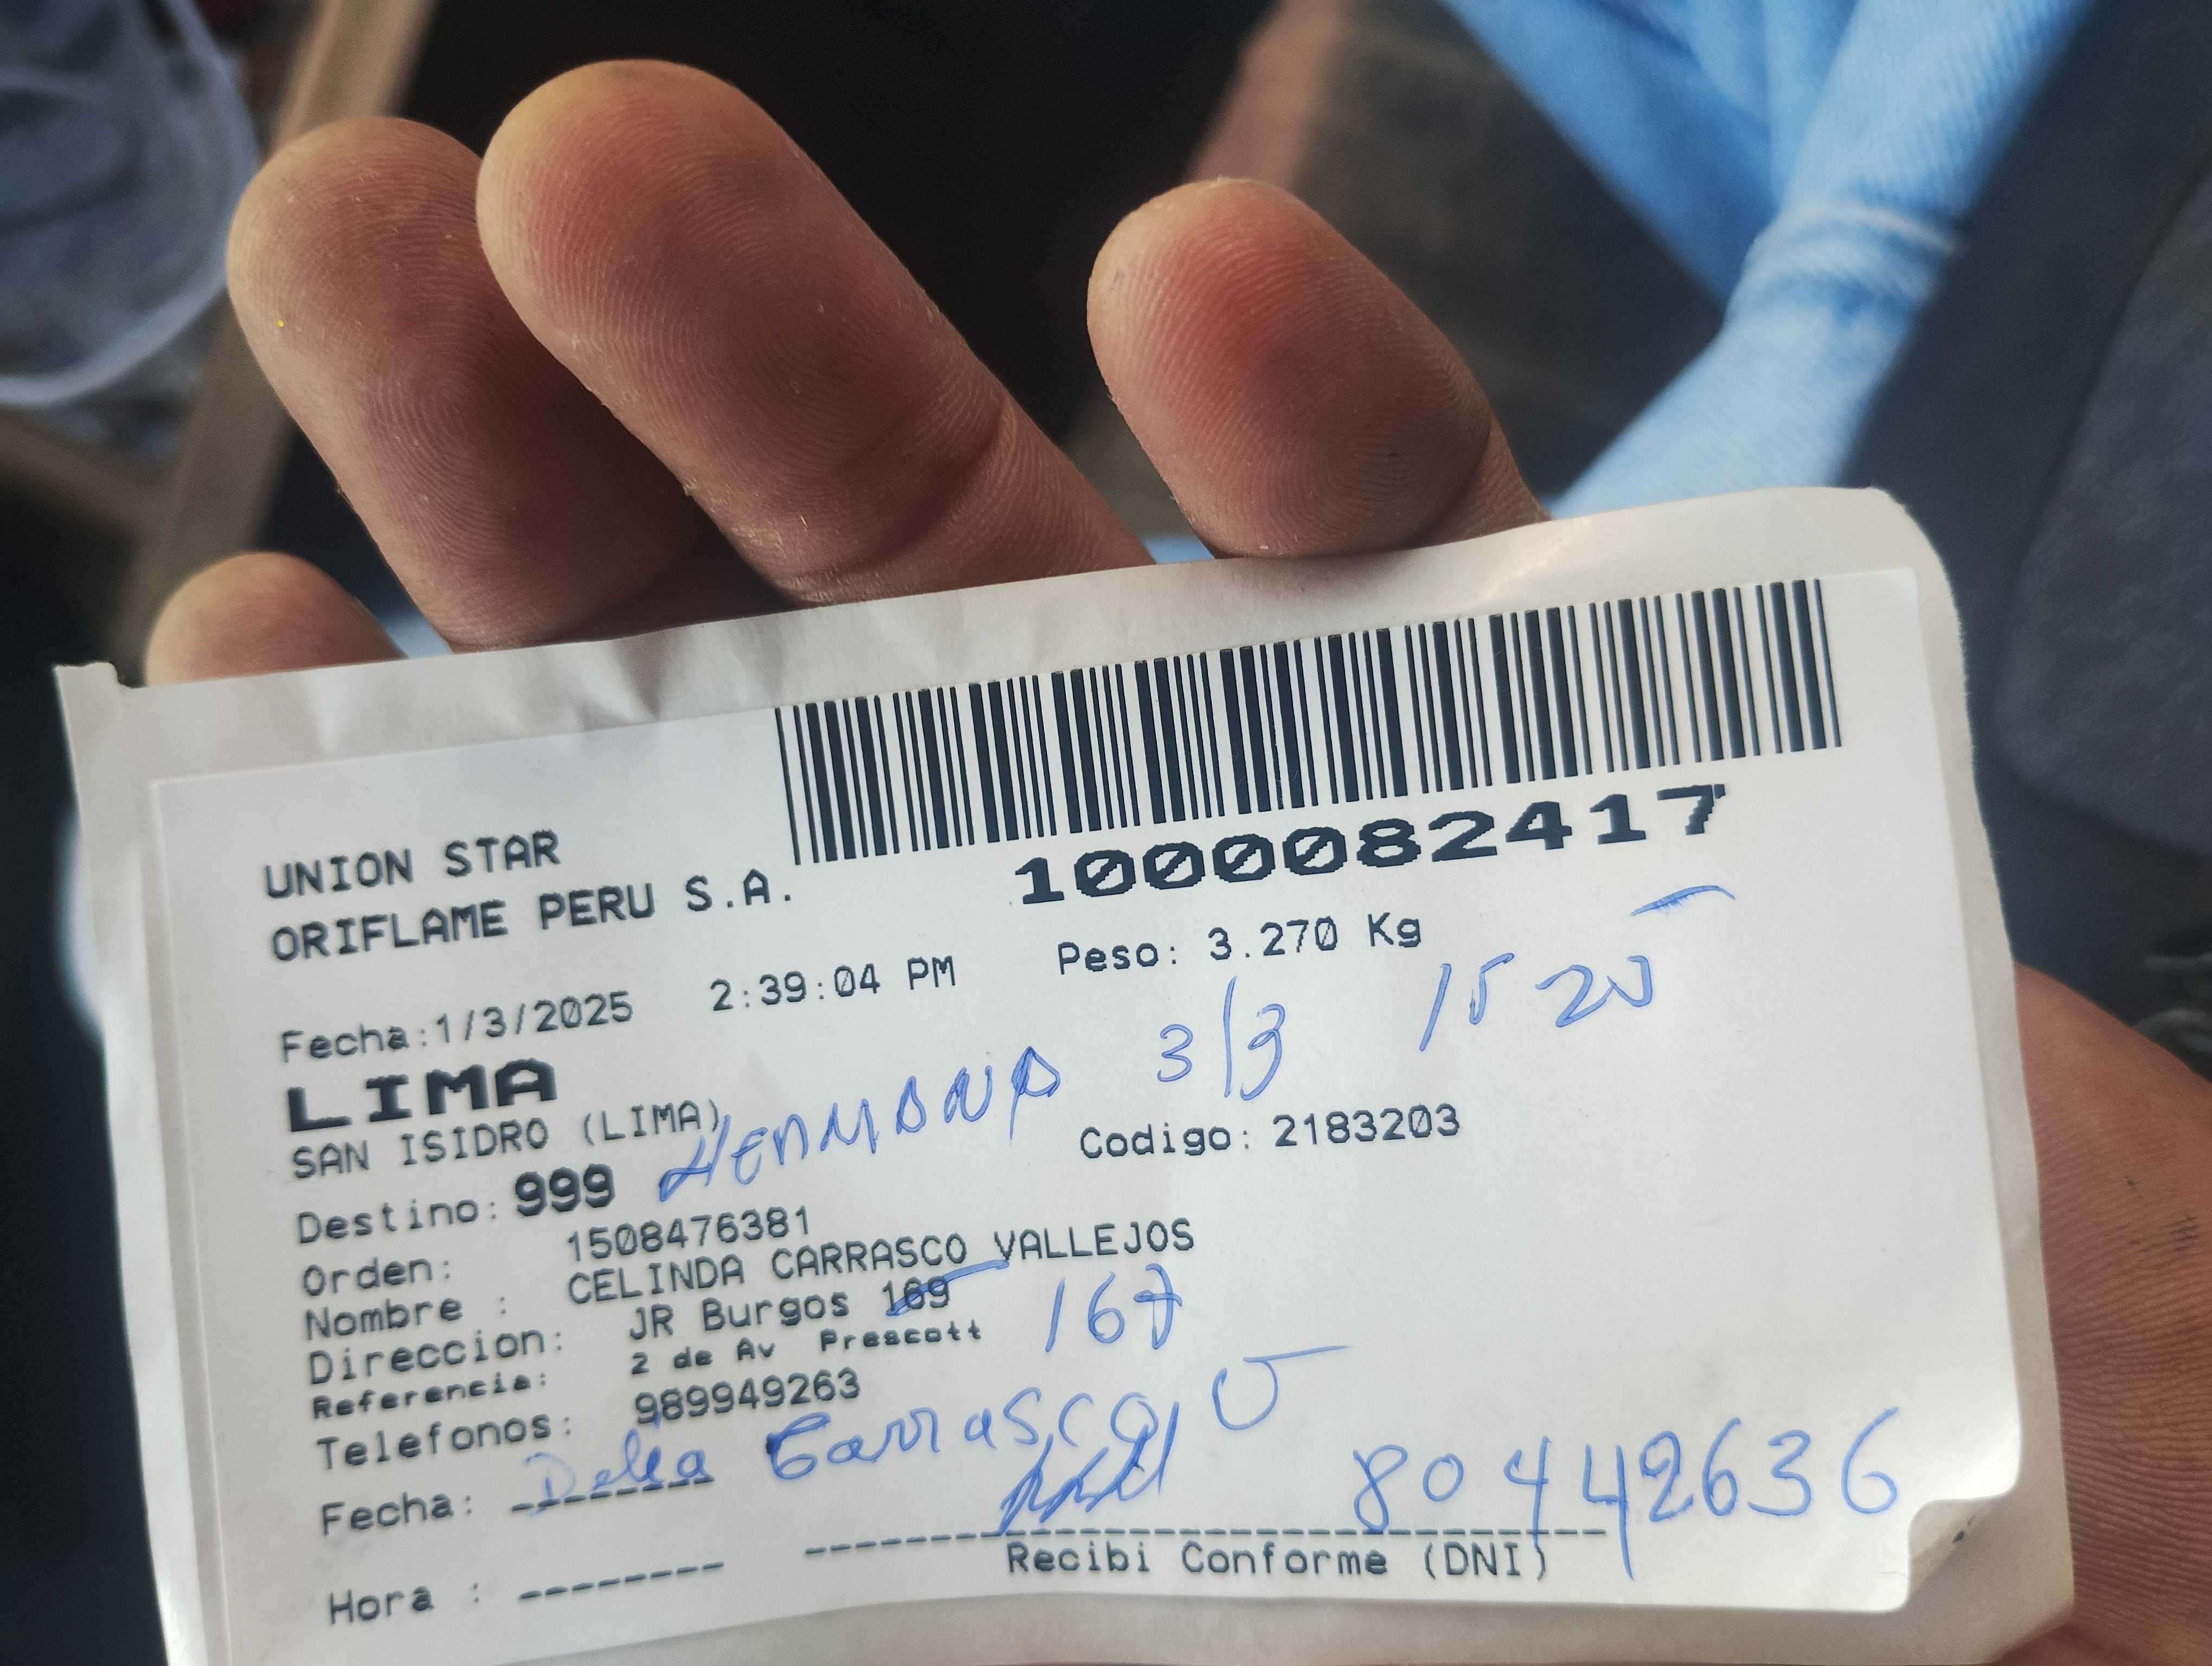 1000082417
UNION STAR
ORIFLAME PERU S.A.
Fecha:1/3/2025 2:39:04 PM Peso: 3.270 Kg
LIMA
HERMANA 3/3 15 20
SAN ISIDRO (LIMA)
Destino: 999 Codigo: 2183203
Orden: 1508476381
Nombre : CELINDA CARRASCO VALLEJOS
Direccion: JR Burgos 169 167
Referencia: 2 de Av Prescott
Telefonos: 989949263
Fecha: Delia Carrasco V 80442636
Hora : Recibi Conforme (DNI)